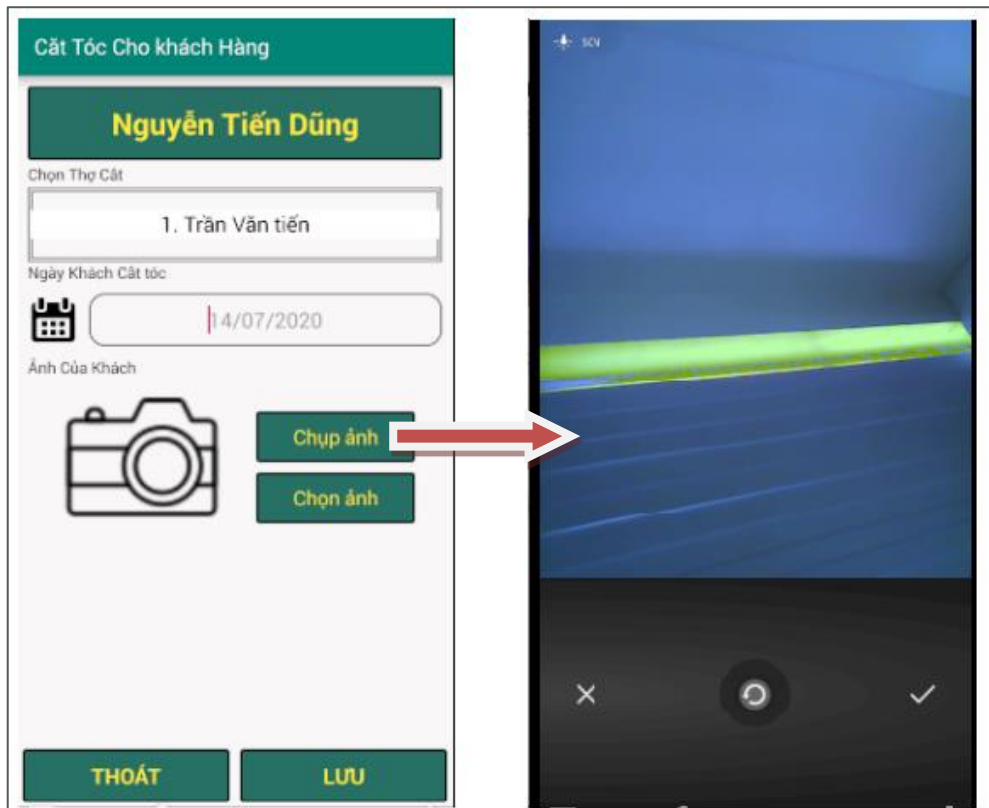 Cắt Tóc Cho khách Hàng
Nguyễn Tiến Dũng
Chọn Thợ Cắt
1. Trần Văn tiến
Ngày Khách Cắt tóc
14/07/2020
Ảnh Của Khách
Chụp ảnh
Chọn ảnh
THOÁT
LƯU
SCN